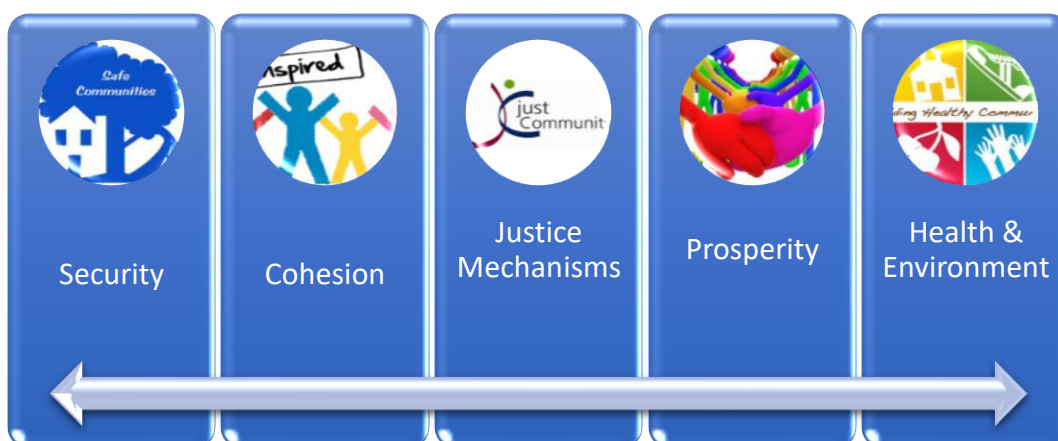 Safe
Communities
nspired
just
Communit
ding Healthy Commu
Security
Cohesion
Justice
Mechanisms
Prosperity
Health &
Environment